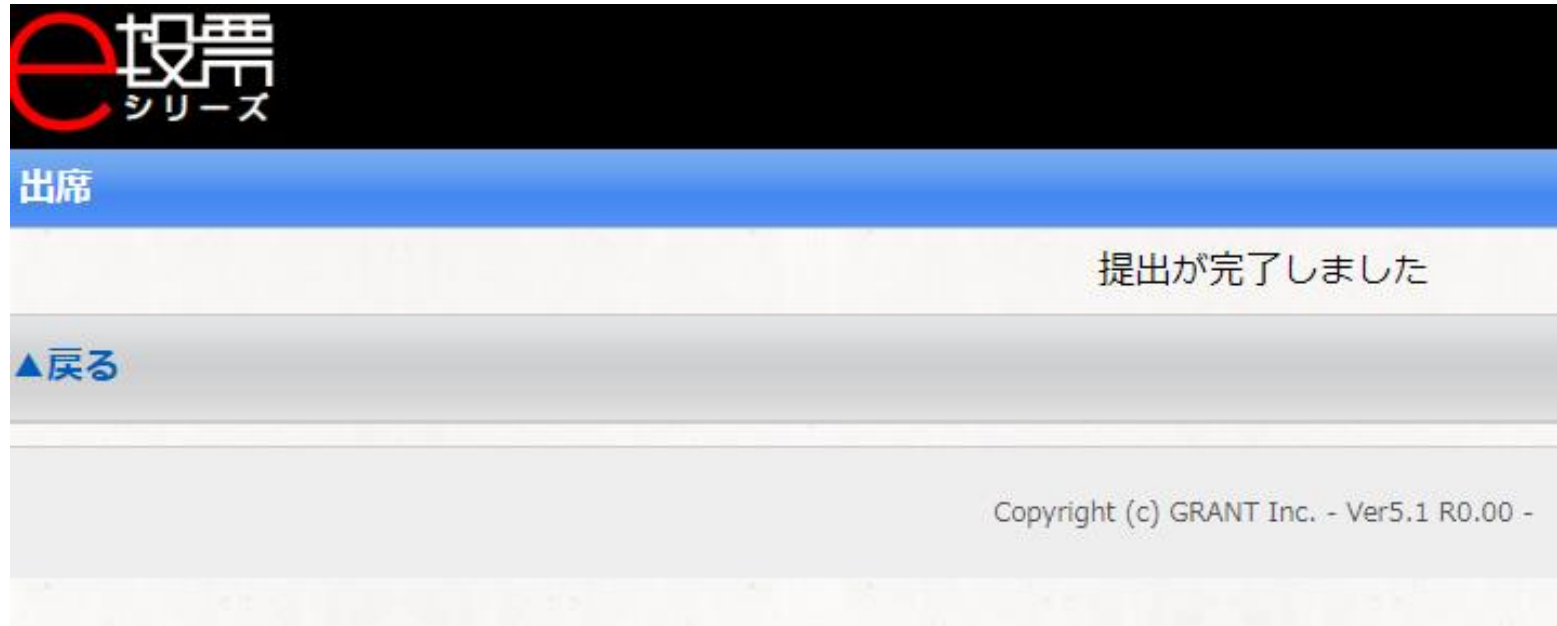 e投票
シリーズ
出席
提出が完了しました
▲戻る
Copyright (c) GRANT Inc. - Ver5.1 R0.00 -